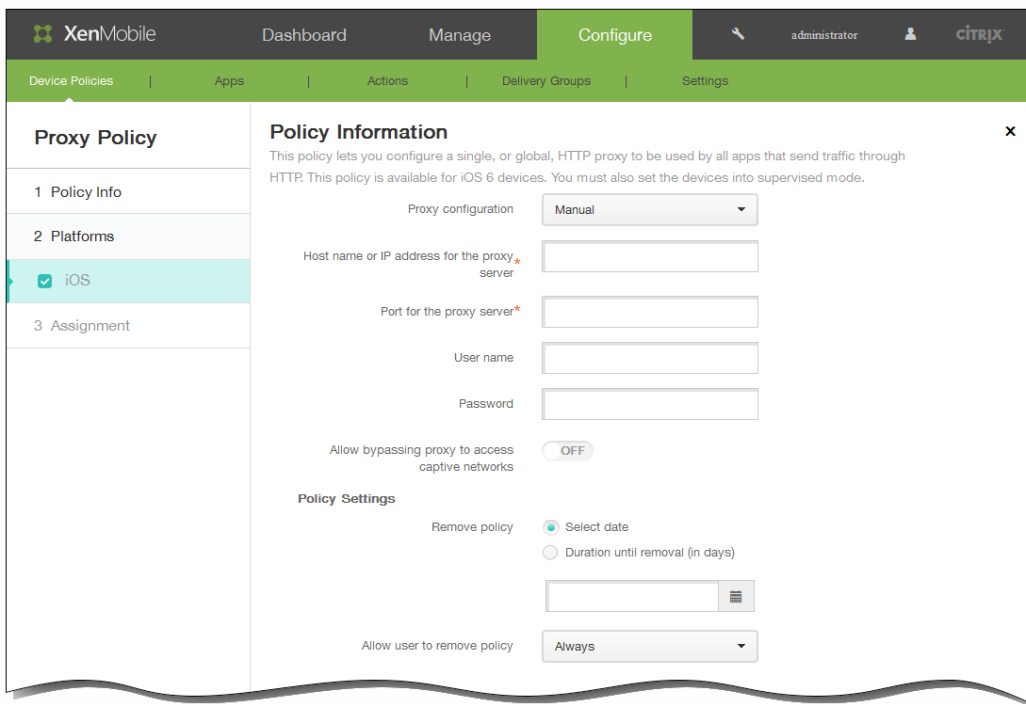 XenMobile Dashboard Manage Configure administrator CİTRIX
Device Policies | Apps | Actions | Delivery Groups | Settings
Proxy Policy
1 Policy Info
2 Platforms
iOS
3 Assignment
Policy Information x
This policy lets you configure a single, or global, HTTP proxy to be used by all apps that send traffic through
HTTP. This policy is available for iOS 6 devices. You must also set the devices into supervised mode.
Proxy configuration Manual
Host name or IP address for the proxy
server*
Port for the proxy server*
User name
Password
Allow bypassing proxy to access
captive networks OFF
Policy Settings
Remove policy Select date
Duration until removal (in days)
Allow user to remove policy Always